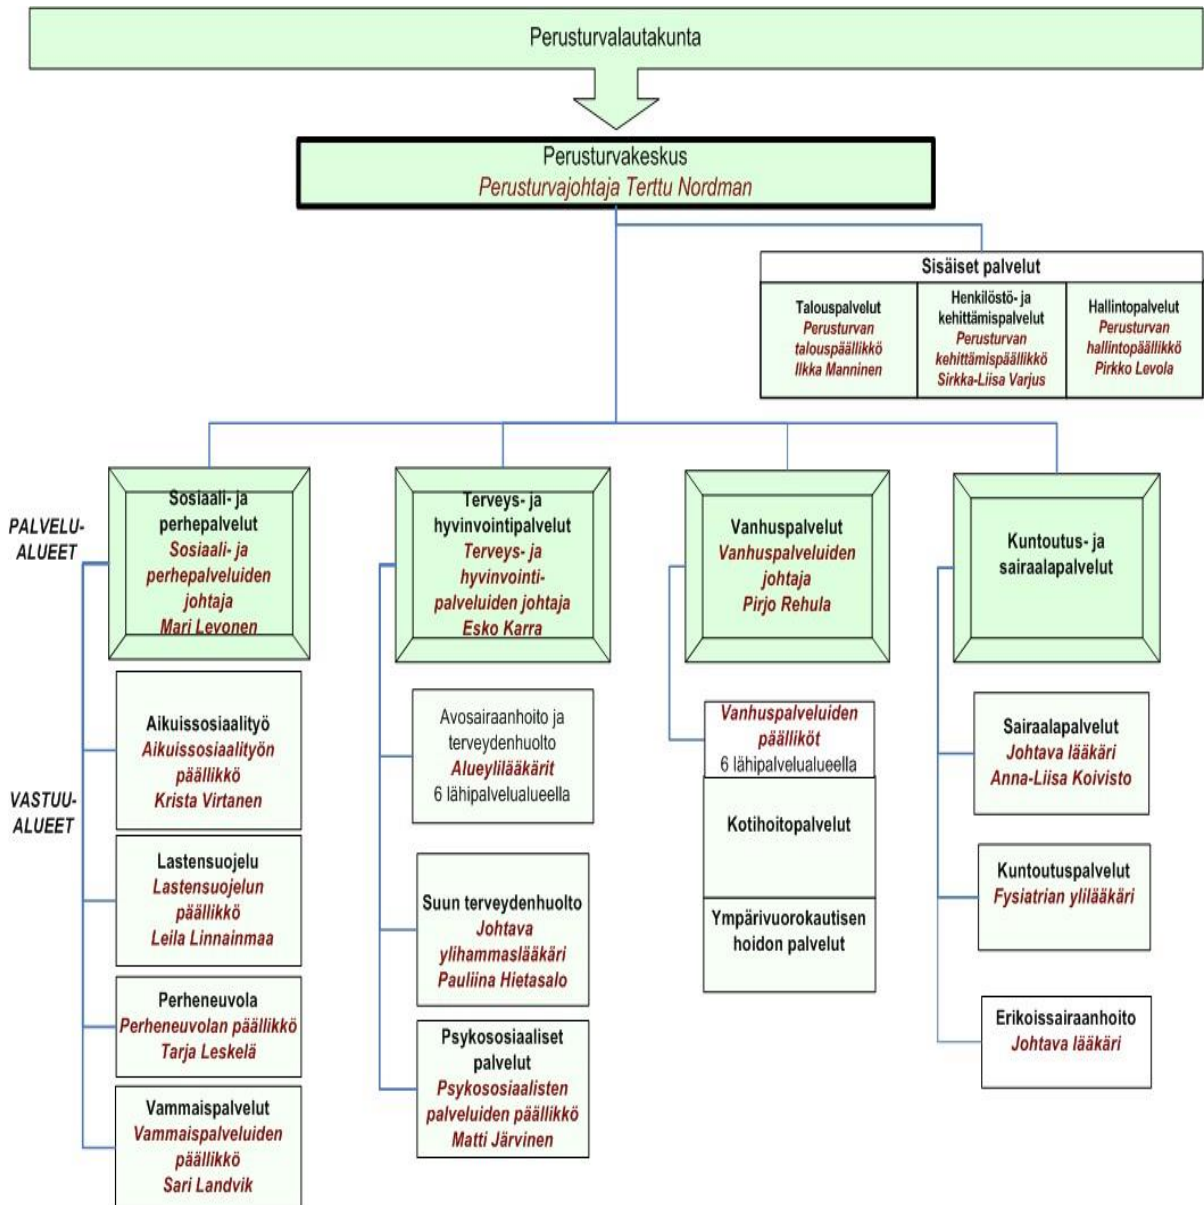 Perusturvalautakunta
Perusturvakeskus
Perusturvajohtaja Terttu Nordman
Sisäiset palvelut
Talouspalvelut
Perusturvan
talouspäällikkö
Ilkka Manninen
Henkilöstö- ja
kehittämispalvelut
Perusturvan
kehittämispäällikkö
Sirkka-Liisa Varjus
Hallintopalvelut
Perusturvan
hallintopäällikkö
Pirkko Levola
PALVELU-
ALUEET
Sosiaali- ja
perhepalvelut
Sosiaali- ja
perhepalveluiden
johtaja
Mari Levonen
Terveys- ja
hyvinvointipalvelut
Terveys- ja
hyvinvointi-
palveluiden johtaja
Esko Karra
Vanhuspalvelut
Vanhuspalveluiden
johtaja
Pirjo Rehula
Kuntoutus- ja
sairaalapalvelut
VASTUU-
ALUEET
Aikuissosiaalityö
Aikuissosiaalityön
päällikkö
Krista Virtanen
Lastensuojelu
Lastensuojelun
päällikkö
Leila Linnainmaa
Perheneuvola
Perheneuvolan päällikkö
Tarja Leskelä
Vammaispalvelut
Vammaispalveluiden
päällikkö
Sari Landvik
Avosairaanhoito ja
terveydenhuolto
Alueylilääkärit
6 lähipalvelualueella
Suun terveydenhuolto
Johtava
ylihammaslääkäri
Pauliina Hietasalo
Psykososiaaliset
palvelut
Psykososiaalisten
palveluiden päällikkö
Matti Järvinen
Vanhuspalveluiden
päälliköt
6 lähipalvelualueella
Kotihoitopalvelut
Ympärivuorokautisen
hoidon palvelut
Sairaalapalvelut
Johtava lääkäri
Anna-Liisa Koivisto
Kuntoutuspalvelut
Fysiatrian ylilääkäri
Erikoissairaanhoito
Johtava lääkäri